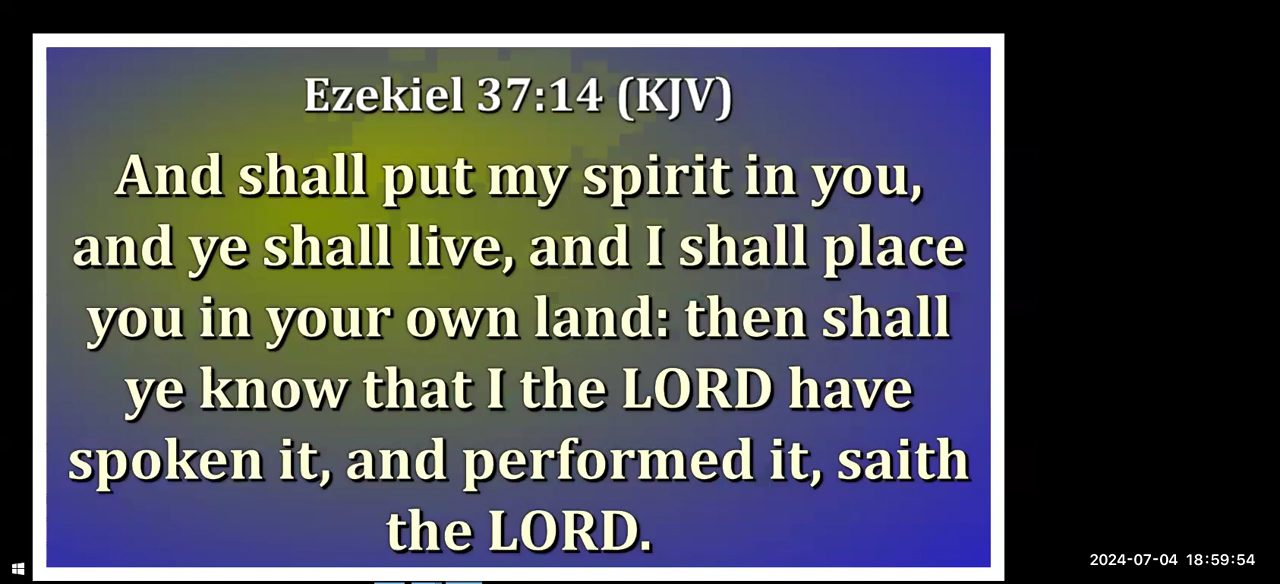 Ezekiel 37:14 (KJV)
And shall put my spirit in you,
and ye shall live, and I shall place
you in your own land: then shall
ye know that I the LORD have
spoken it, and performed it, saith
the LORD.
2024-07-04 18:59:54